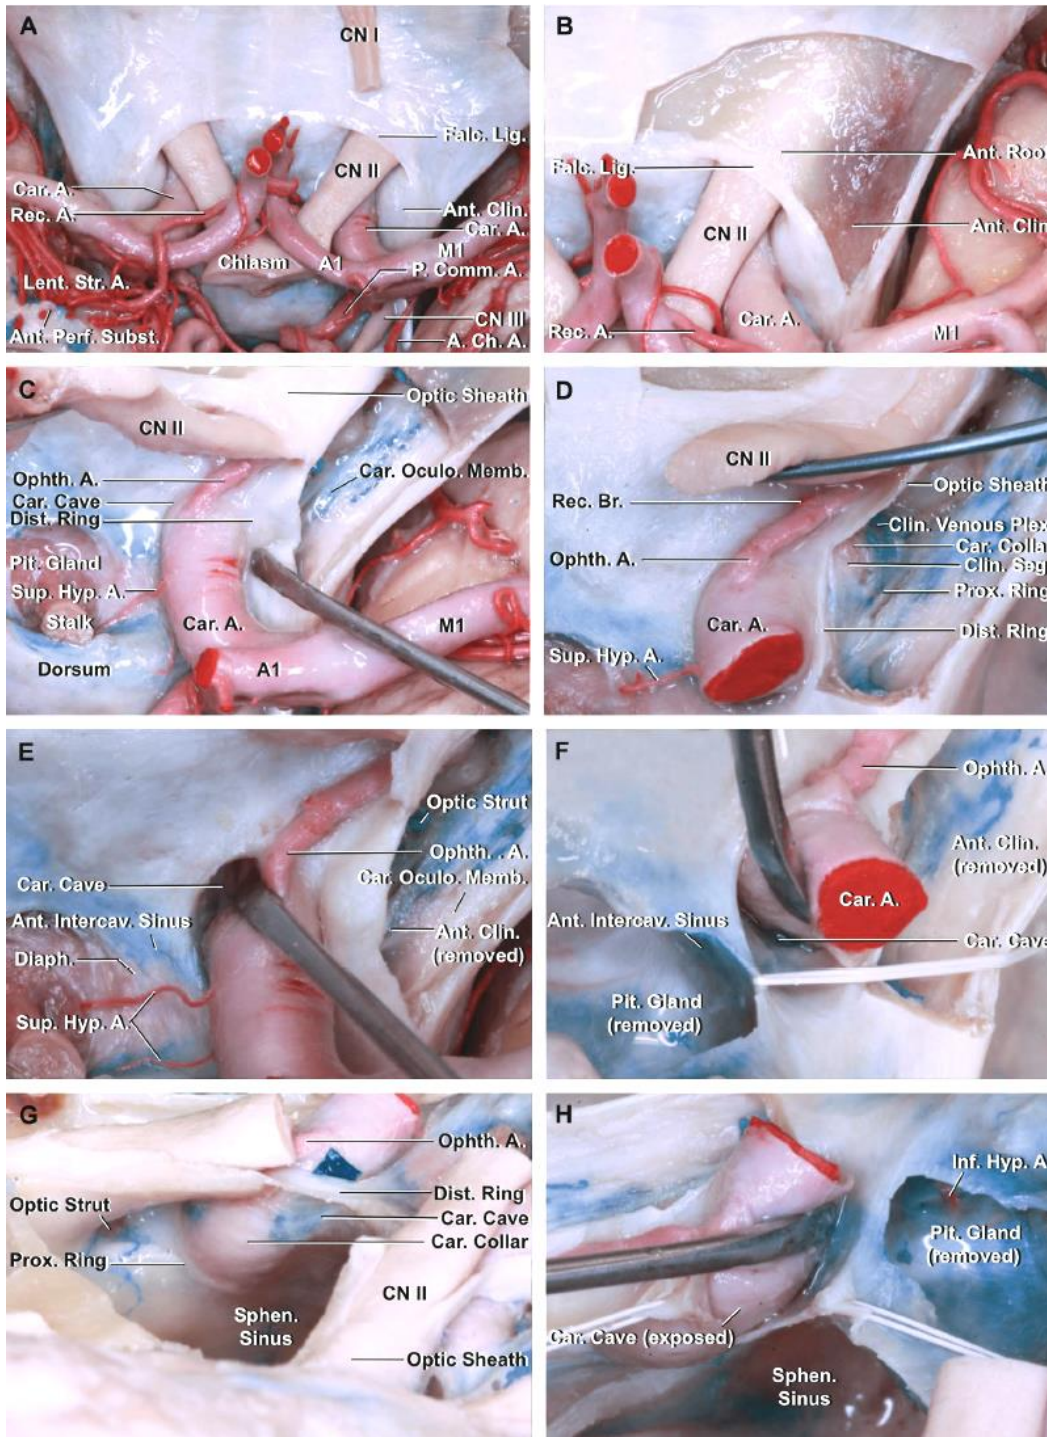 A
CN I
Falc. Lig.
CN II
Car. A.
Rec. A.
Ant. Clin.
Car. A.
M1
Chiasm
A1
P. Comm. A.
Lent. Str. A.
CN III
Ant. Perf. Subst.
A. Ch. A.
B
Ant. Roof
Falc. Lig.
Ant. Clin
CN II
Rec. A.
Car. A.
M1
C
Optic Sheath
CN II
Car. Oculo. Memb.
Ophth. A.
Car. Cave
Dist. Ring
Pit. Gland
Sup. Hyp. A.
Stalk
Car. A.
M1
Dorsum
A1
D
CN II
Optic Sheath
Rec. Br.
Clin. Venous Plex
Car. Colla
Clin. Seg
Ophth. A.
Prox. Ring
Car. A.
Dist. Ring
Sup. Hyp. A.
E
Optic Strut
Ophth. . A.
Car. Cave
Car. Oculo. Memb.
Ant. Intercav. Sinus
Ant. Clin.
(removed)
Diaph.
Sup. Hyp. A.
F
Ophth. A
Ant. Clin.
(removed)
Car. A.
Ant. Intercav. Sinus
Car. Cave
Pit. Gland
(removed)
G
Ophth. A.
Dist. Ring
Optic Strut
Car. Cave
Car. Collar
Prox. Ring
CN II
Sphen.
Sinus
Optic Sheath
H
Inf. Hyp. A
Pit. Gland
(removed)
Car. Cave (exposed)
Sphen.
Sinus